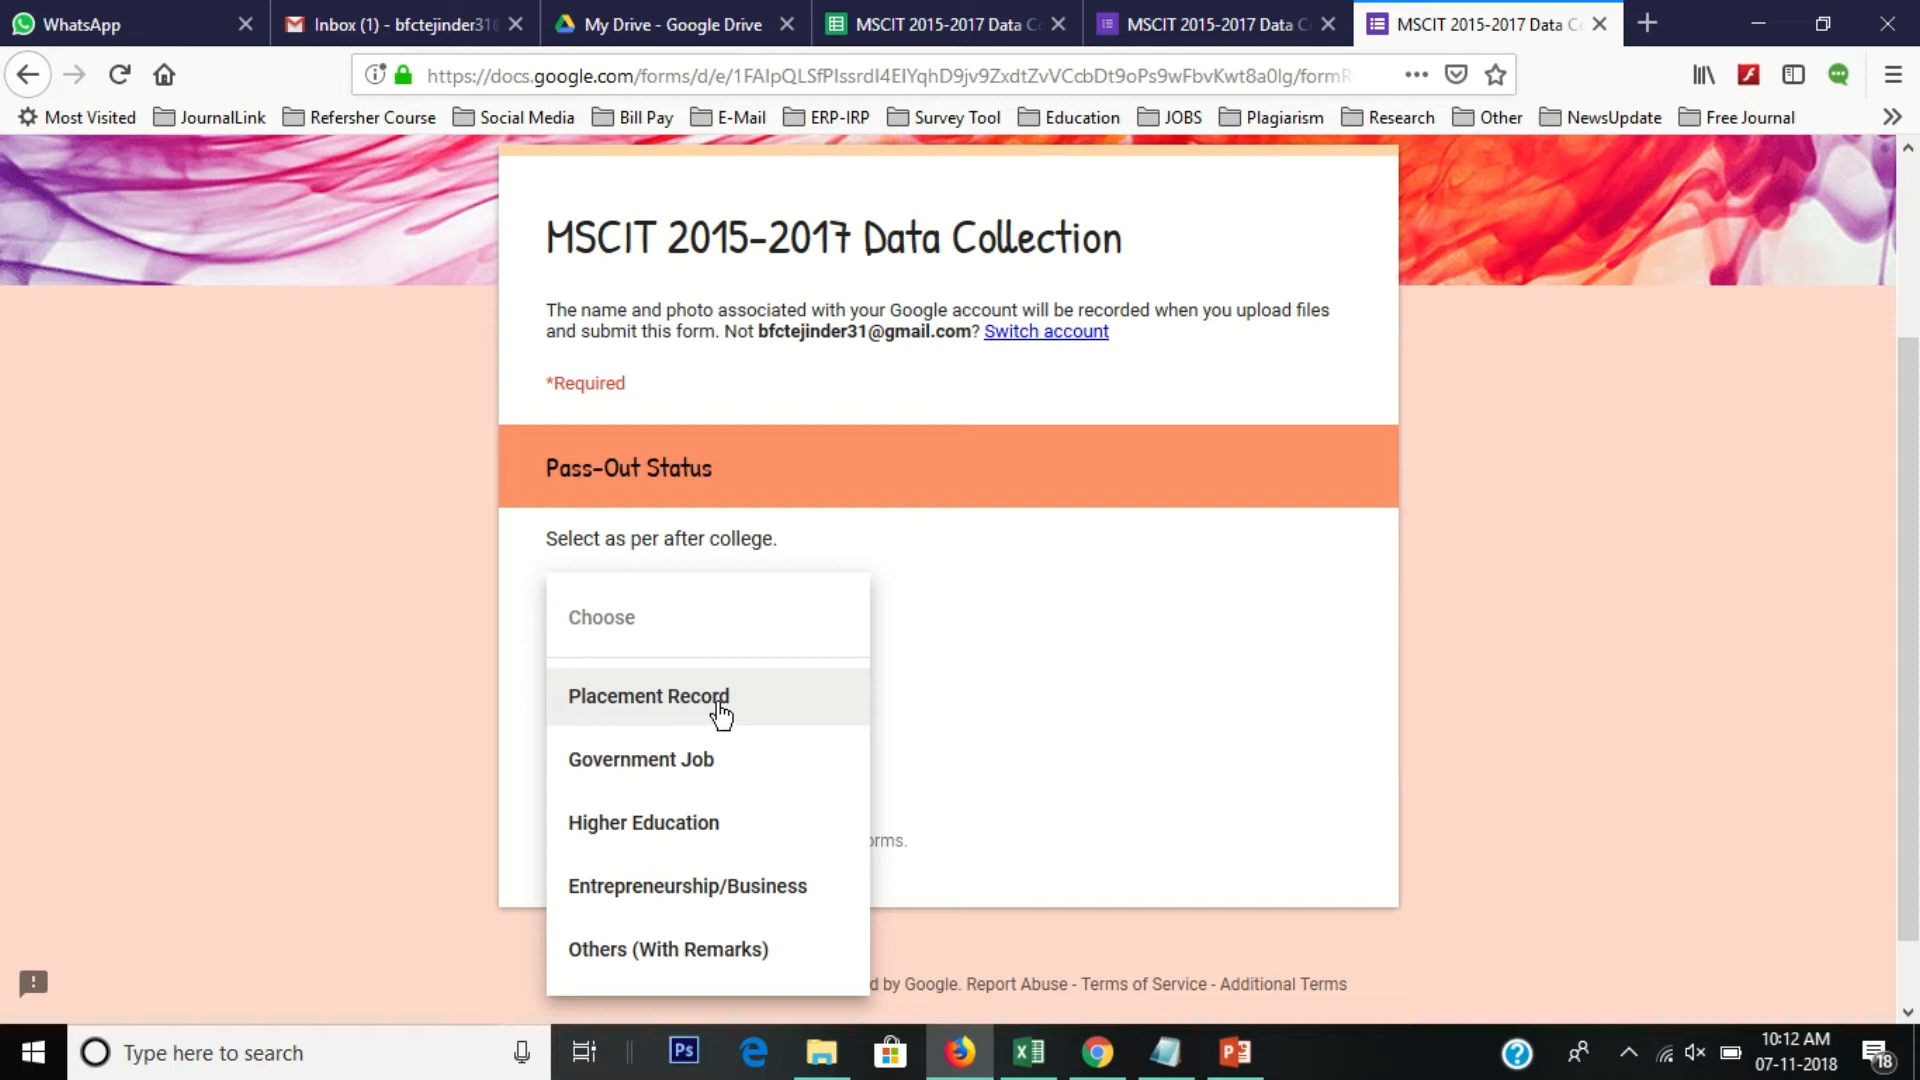 WhatsApp
Inbox (1) - bfctejinder31@
My Drive - Google Drive
MSCIT 2015-2017 Data C
MSCIT 2015-2017 Data C
MSCIT 2015-2017 Data C
https://docs.google.com/forms/d/e/
Most Visited
JournalLink
Refersher Course
Social Media
Bill Pay
E-Mail
ERP-IRP
Survey Tool
Education
JOBS
Plagiarism
Research
Other
NewsUpdate
Free Journal
MSCIT 2015-2017 Data Collection
The name and photo associated with your Google account will be recorded when you upload files
and submit this form. Not bfctejinder31@gmail.com? Switch account
*Required
Pass-Out Status
Select as per after college.
Choose
Placement Record
Government Job
Higher Education
orms.
Entrepreneurship/Business
Others (With Remarks)
d by Google. Report Abuse - Terms of Service - Additional Terms
Type here to search
Ps
10:12 AM
07-11-2018
18